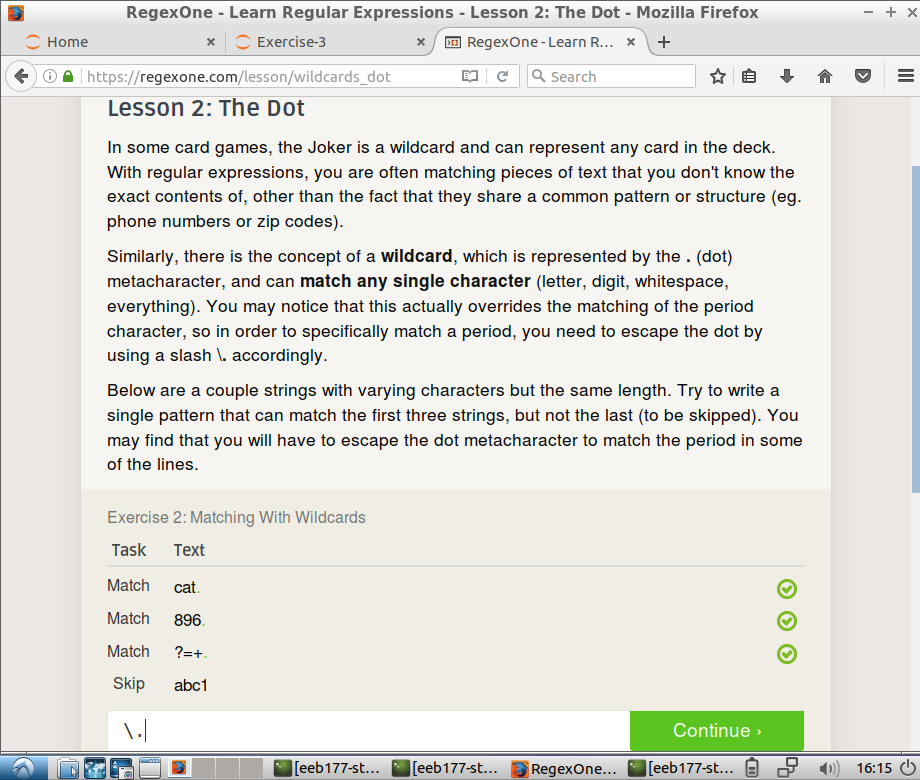 RegexOne - Learn Regular Expressions - Lesson 2: The Dot - Mozilla Firefox
Home
Exercise-3
RegexOne - Learn R...
https://regexone.com/lesson/wildcards_dot
Search
Lesson 2: The Dot
In some card games, the Joker is a wildcard and can represent any card in the deck.
With regular expressions, you are often matching pieces of text that you don't know the
exact contents of, other than the fact that they share a common pattern or structure (eg.
phone numbers or zip codes).
Similarly, there is the concept of a wildcard, which is represented by the . (dot)
metacharacter, and can match any single character (letter, digit, whitespace,
everything). You may notice that this actually overrides the matching of the period
character, so in order to specifically match a period, you need to escape the dot by
using a slash \. accordingly.
Below are a couple strings with varying characters but the same length. Try to write a
single pattern that can match the first three strings, but not the last (to be skipped). You
may find that you will have to escape the dot metacharacter to match the period in some
of the lines.
Exercise 2: Matching With Wildcards
Task Text
Match cat.
Match 896.
Match ?=+.
Skip abc1
\.
Continue ›
[eeb177-st... [eeb177-st... RegexOne... [eeb177-st... 16:15